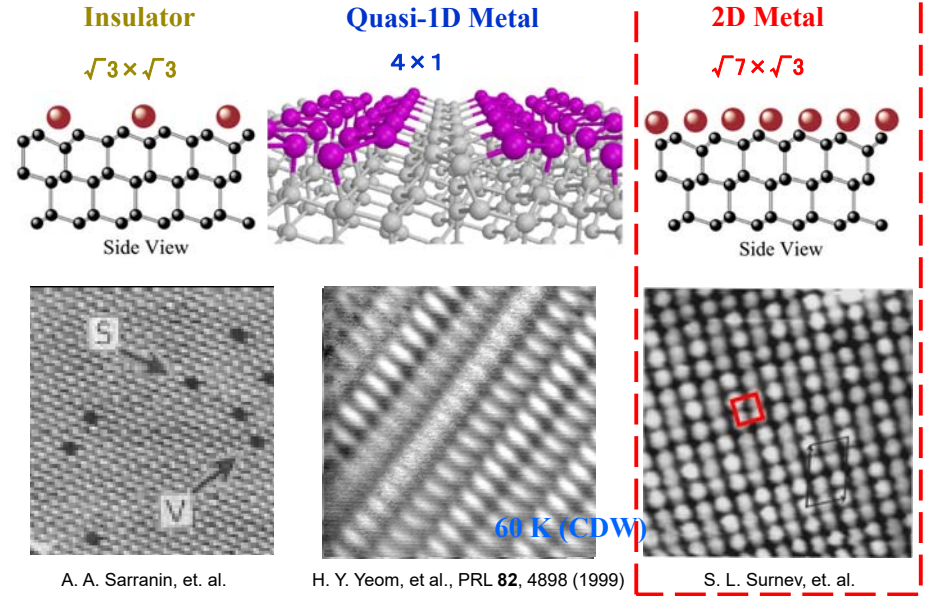 Insulator
Quasi-1D Metal
2D Metal
√3×√3
4×1
√7×√3
Side View
Side View
S
V
60 K (CDW)
A. A. Sarranin, et. al.
H. Y. Yeom, et al., PRL 82, 4898 (1999)
S. L. Surnev, et. al.